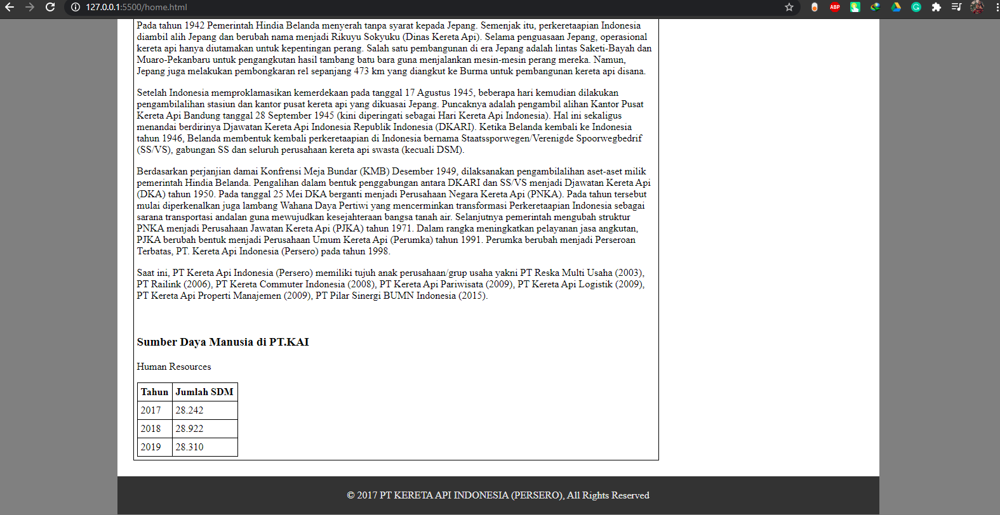 127.0.0.1:5500/home.html
ABP
Pada tahun 1942 Pemerintah Hindia Belanda menyerah tanpa syarat kepada Jepang. Semenjak itu, perkeretaapian Indonesia
diambil alih Jepang dan berubah nama menjadi Rikuyu Sokyuku (Dinas Kereta Api). Selama penguasaan Jepang, operasional
kereta api hanya diutamakan untuk kepentingan perang. Salah satu pembangunan di era Jepang adalah lintas Saketi-Bayah dan
Muaro-Pekanbaru untuk pengangkutan hasil tambang batu bara guna menjalankan mesin-mesin perang mereka. Namun,
Jepang juga melakukan pembongkaran rel sepanjang 473 km yang diangkut ke Burma untuk pembangunan kereta api disana.
Setelah Indonesia memproklamasikan kemerdekaan pada tanggal 17 Agustus 1945, beberapa hari kemudian dilakukan
pengambilalihan stasiun dan kantor pusat kereta api yang dikuasai Jepang. Puncaknya adalah pengambil alihan Kantor Pusat
Kereta Api Bandung tanggal 28 September 1945 (kini diperingati sebagai Hari Kereta Api Indonesia). Hal ini sekaligus
menandai berdirinya Djawatan Kereta Api Indonesia Republik Indonesia (DKARI). Ketika Belanda kembali ke Indonesia
tahun 1946, Belanda membentuk kembali perkeretaapian di Indonesia bernama Staatssporwegen/Verenigde Spoorwegbedrif
(SS/VS), gabungan SS dan seluruh perusahaan kereta api swasta (kecuali DSM).
Berdasarkan perjanjian damai Konfrensi Meja Bundar (KMB) Desember 1949, dilaksanakan pengambilalihan aset-aset milik
pemerintah Hindia Belanda. Pengalihan dalam bentuk penggabungan antara DKARI dan SS/VS menjadi Djawatan Kereta Api
(DKA) tahun 1950. Pada tanggal 25 Mei DKA berganti menjadi Perusahaan Negara Kereta Api (PNKA). Pada tahun tersebut
mulai diperkenalkan juga lambang Wahana Daya Pertiwi yang mencerminkan transformasi Perkeretaapian Indonesia sebagai
sarana transportasi andalan guna mewujudkan kesejahteraan bangsa tanah air. Selanjutnya pemerintah mengubah struktur
PNKA menjadi Perusahaan Jawatan Kereta Api (PJKA) tahun 1971. Dalam rangka meningkatkan pelayanan jasa angkutan,
PJKA berubah bentuk menjadi Perusahaan Umum Kereta Api (Perumka) tahun 1991. Perumka berubah menjadi Perseroan
Terbatas, PT. Kereta Api Indonesia (Persero) pada tahun 1998.
Saat ini, PT Kereta Api Indonesia (Persero) memiliki tujuh anak perusahaan/grup usaha yakni PT Reska Multi Usaha (2003),
PT Railink (2006), PT Kereta Commuter Indonesia (2008), PT Kereta Api Pariwisata (2009), PT Kereta Api Logistik (2009),
PT Kereta Api Properti Manajemen (2009), PT Pilar Sinergi BUMN Indonesia (2015).
Sumber Daya Manusia di PT.KAI
Human Resources
Tahun Jumlah SDM
2017 28.242
2018 28.922
2019 28.310
© 2017 PT KERETA API INDONESIA (PERSERO), All Rights Reserved